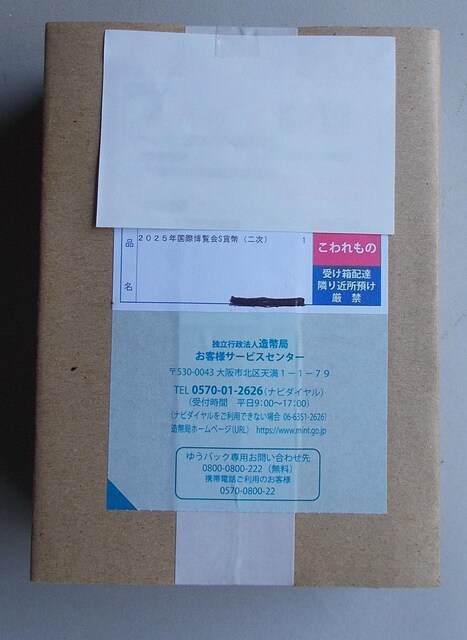 品名
2025年国際博覧会S貨幣(二次) 1
こわれもの
受け箱配達
隣り近所預け
厳禁
独立行政法人造幣局
お客様サービスセンター
〒530-0043 大阪市北区天満1-1-79
TEL 0570-01-2626(ナビダイヤル)
(受付時間 平日9:00~17:00)
(ナビダイヤルをご利用できない場合 06-6351-2626)
造幣局ホームページ(URL) https://www.mint.go.jp
ゆうパック専用お問い合わせ先
0800-0800-222(無料)
携帯電話ご利用のお客様
0570-0800-22